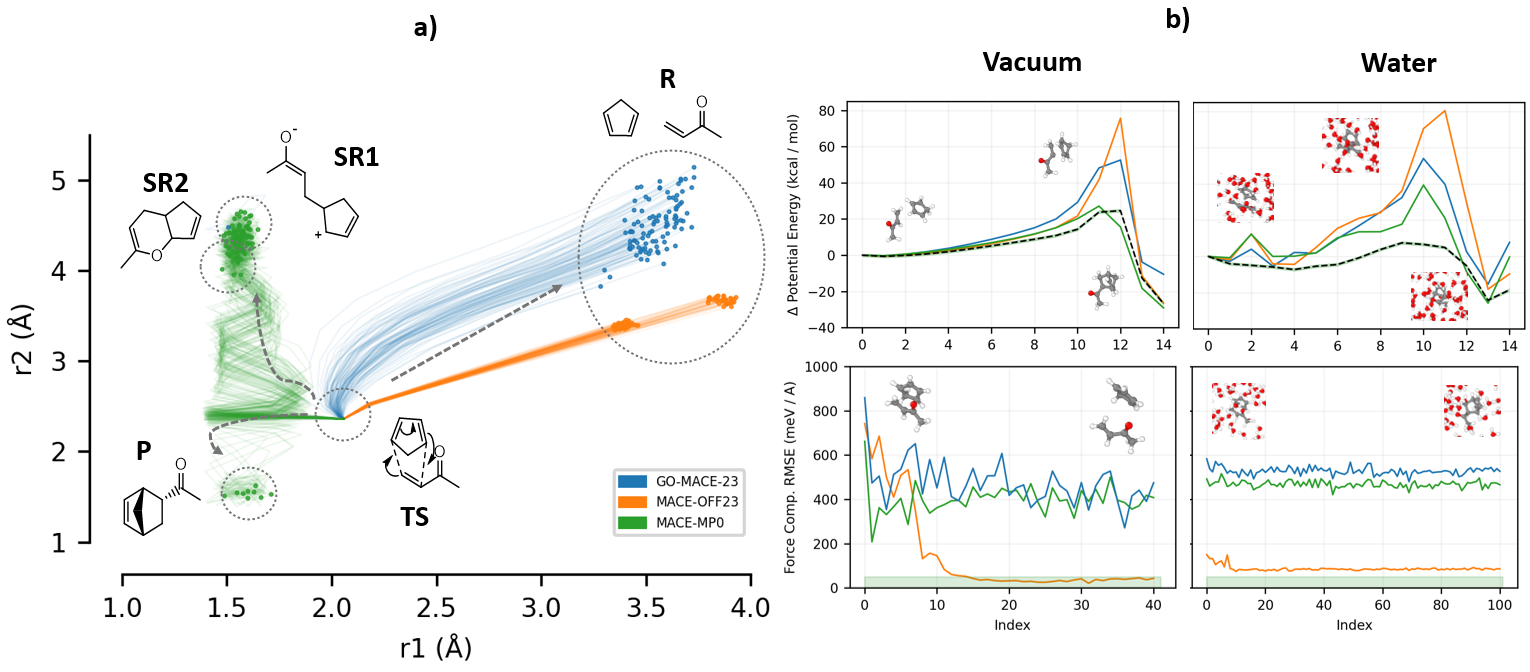 a)
b)
Vacuum
Water
R
O
O
-
SR1
SR2
+
O
P
O
TS
O
r2 (Å)
5
4
3
2
1
1.0 1.5 2.0 2.5 3.0 3.5 4.0
r1 (Å)
GO-MACE-23
MACE-OFF23
MACE-MP0
Δ Potential Energy (kcal / mol)
80
60
40
20
0
−20
−40
0 2 4 6 8 10 12 14
0 2 4 6 8 10 12 14
Force Comp. RMSE (meV / A)
1000
800
600
400
200
0
0 10 20 30 40
Index
0 20 40 60 80 100
Index